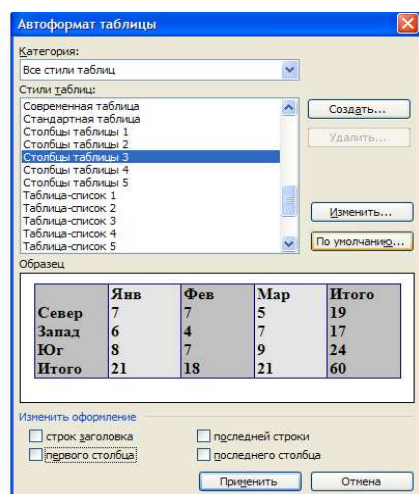 Автоформат таблицы
Категория:
Все стили таблиц
Стили таблиц:
Современная таблица
Стандартная таблица
Столбцы таблицы 1
Столбцы таблицы 2
Столбцы таблицы 3
Столбцы таблицы 4
Столбцы таблицы 5
Таблица-список 1
Таблица-список 2
Таблица-список 3
Таблица-список 4
Таблица-список 5
Создать...
Удалить...
Изменить...
По умолчанию...
Образец
Янв Фев Мар Итого
Север 7 7 5 19
Запад 6 4 7 17
Юг 8 7 9 24
Итого 21 18 21 60
Изменить оформление
строк заголовка последней строки
первого столбца последнего столбца
Применить Отмена